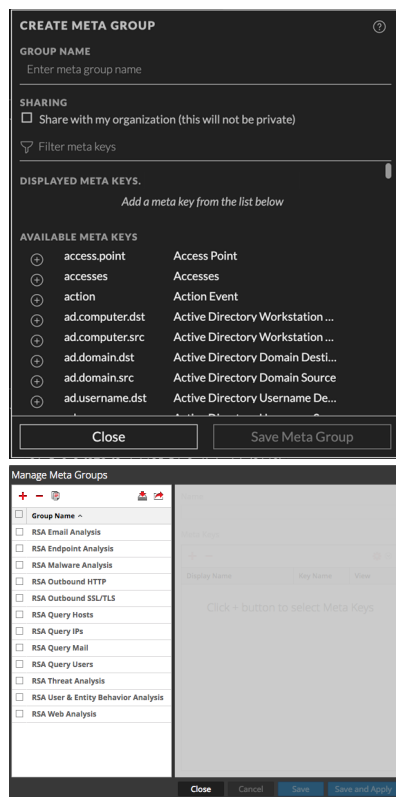 CREATE META GROUP
GROUP NAME
Enter meta group name
SHARING
Share with my organization (this will not be private)
Filter meta keys
DISPLAYED META KEYS.
Add a meta key from the list below
AVAILABLE META KEYS
access.point Access Point
accesses Accesses
action Action Event
ad.computer.dst Active Directory Workstation ...
ad.computer.src Active Directory Workstation ...
ad.domain.dst Active Directory Domain Desti...
ad.domain.src Active Directory Domain Source
ad.username.dst Active Directory Username De...
Close Save Meta Group
Manage Meta Groups
Group Name
RSA Email Analysis
RSA Endpoint Analysis
RSA Malware Analysis
RSA Outbound HTTP
RSA Outbound SSL/TLS
RSA Query Hosts
RSA Query IPs
RSA Query Mail
RSA Query Users
RSA Threat Analysis
RSA User & Entity Behavior Analysis
RSA Web Analysis
Name
Meta Keys
Display Name Key Name View
Click + button to select Meta Keys
Close Cancel Save Save and Apply